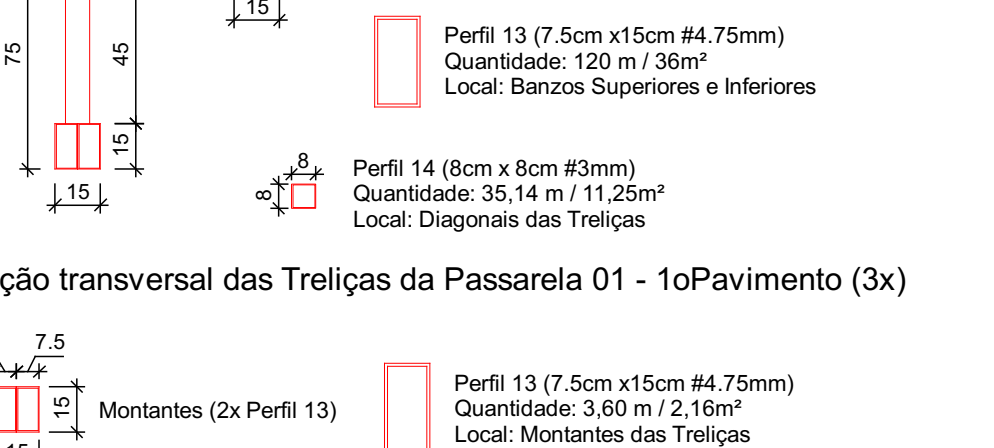 15
75
45
Perfil 13 (7.5cm x15cm #4.75mm)
Quantidade: 120 m / 36m²
Local: Banzos Superiores e Inferiores
15
15
8
8
Perfil 14 (8cm x 8cm #3mm)
Quantidade: 35,14 m / 11,25m²
Local: Diagonais das Treliças
ção transversal das Treliças da Passarela 01 - 1oPavimento (3x)
7.5
15
Montantes (2x Perfil 13)
Perfil 13 (7.5cm x15cm #4.75mm)
Quantidade: 3,60 m / 2,16m²
Local: Montantes das Treliças
15